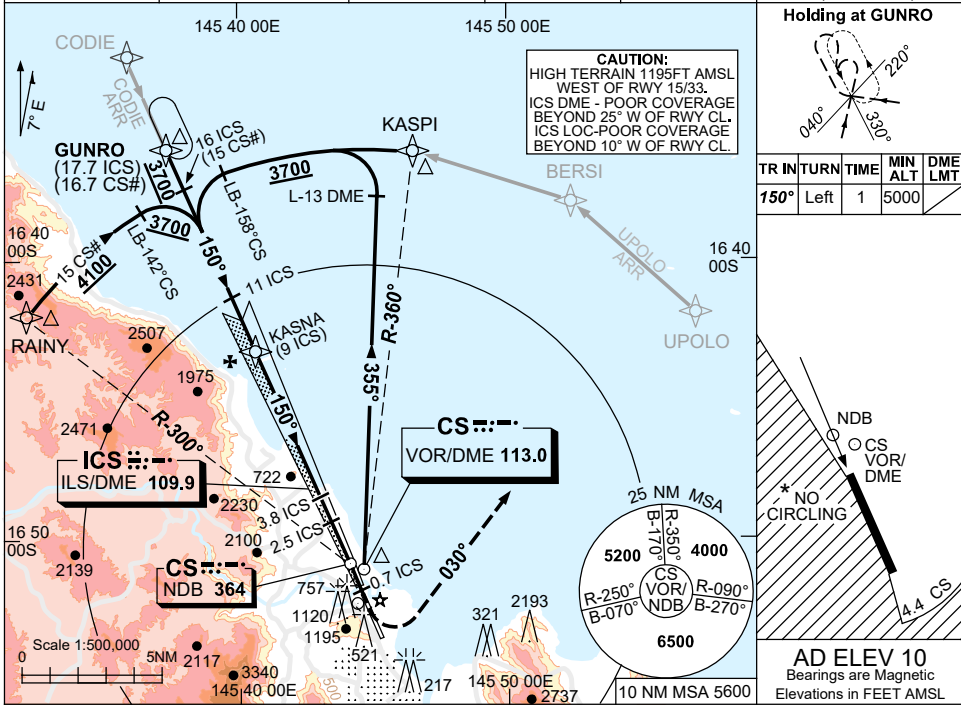 145 40 00E
145 50 00E
CODIE
CODIE ARR
7° E
GUNRO
(17.7 ICS)
(16.7 CS#)
3700
16 ICS
(15 CS#)
3700
LB-158°CS
L-13 DME
KASPI
BERSI
UPOLO ARR
UPOLO
CAUTION:
HIGH TERRAIN 1195FT AMSL
WEST OF RWY 15/33.
ICS DME - POOR COVERAGE
BEYOND 25° W OF RWY CL.
ICS LOC-POOR COVERAGE
BEYOND 10° W OF RWY CL.
16 40
00S
16 40
00S
3700
15 CS#
4100
LB-142°CS
150°
11 ICS
2431
RAINY
2507
KASNA
(9 ICS)
R-360°
355°
1975
150°
2471
R-300°
ICS
ILS/DME 109.9
722
2230
CS
VOR/DME 113.0
3.8 ICS
2.5 ICS
16 50
00S
2139
2100
CS
NDB 364
757
0.7 ICS
030°
1120
1195
521
217
321
2193
2737
2117
3340
500
Scale 1:500,000
0
5NM
145 40 00E
145 50 00E
25 NM MSA
B-170°
R-350°
5200
4000
CS
VOR/
NDB
R-250°
B-070°
R-090°
B-270°
6500
10 NM MSA 5600
Holding at GUNRO
220°
040°
330°
TR IN TURN TIME MIN ALT DME LMT
150° Left 1 5000
NDB
CS
VOR/
DME
* NO
CIRCLING
4.4 CS
AD ELEV 10
Bearings are Magnetic
Elevations in FEET AMSL